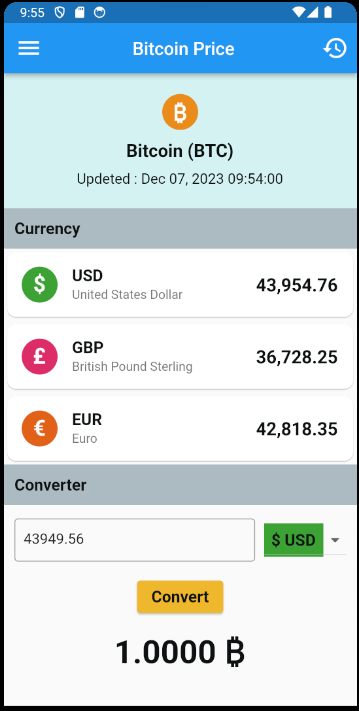 9:55
Bitcoin Price
₿
Bitcoin (BTC)
Updeted : Dec 07, 2023 09:54:00
Currency
$ USD 43,954.76
United States Dollar
£ GBP 36,728.25
British Pound Sterling
€ EUR 42,818.35
Euro
Converter
43949.56 $ USD
Convert
1.0000 ₿